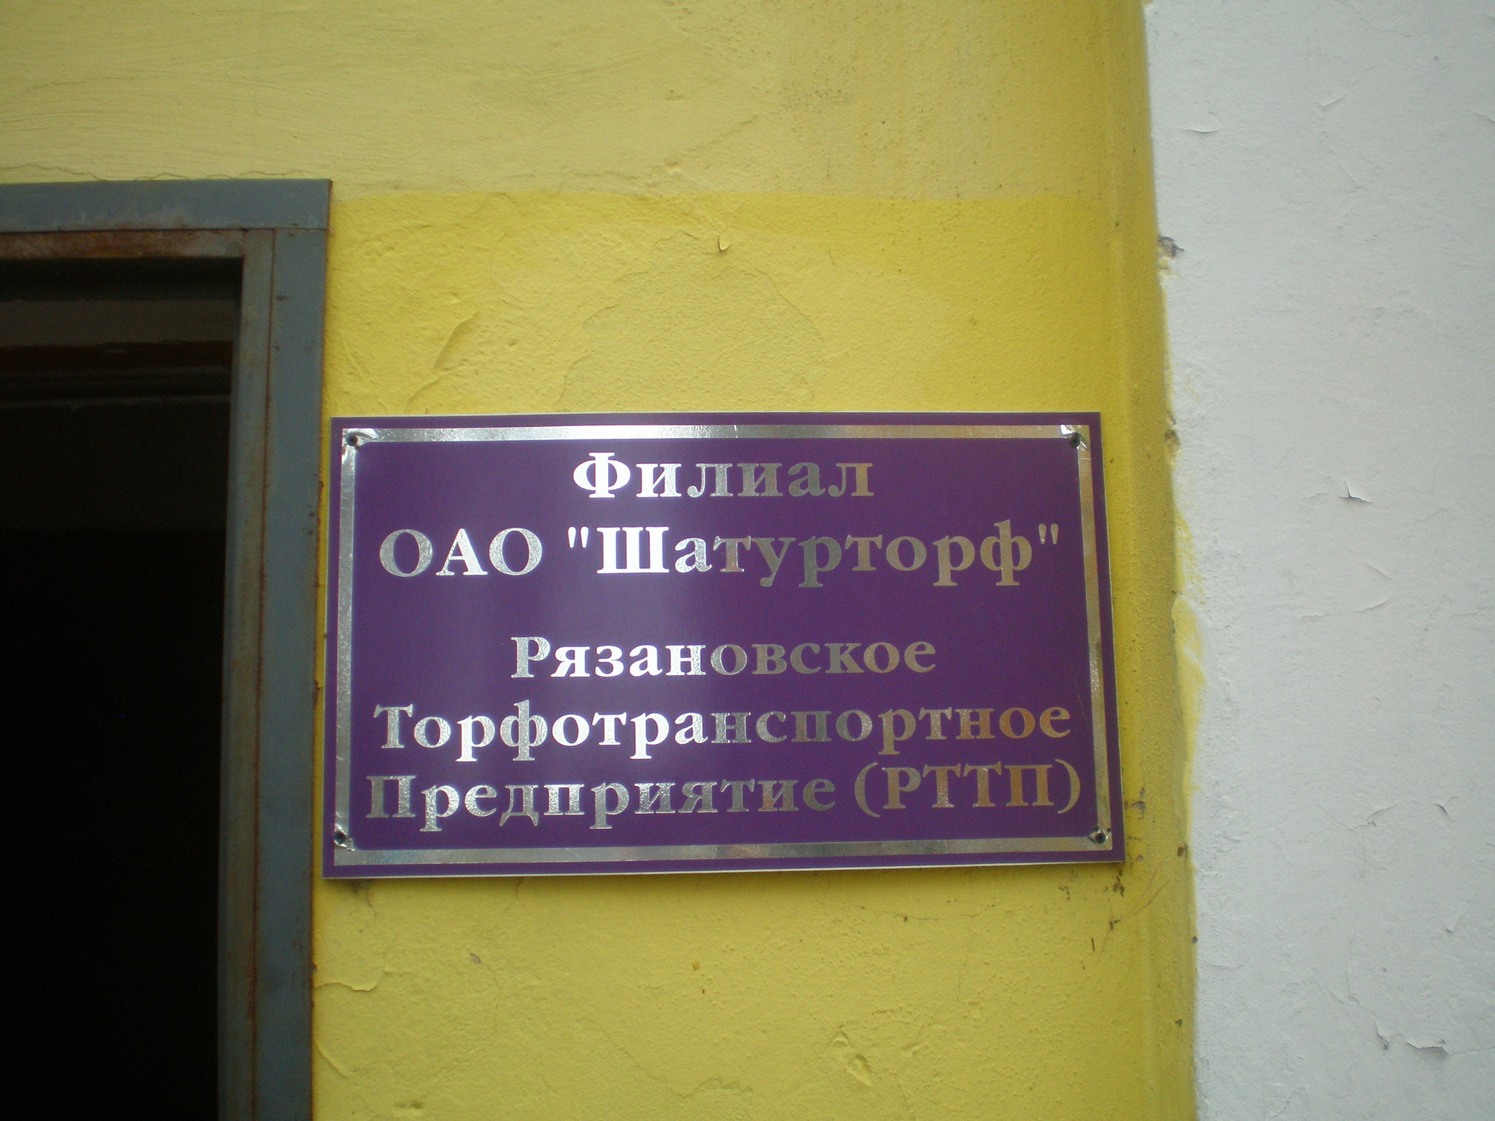 Филиал
ОАО "Шатурторф"
Рязановское
Торфотранспортное
Предприятие (РТТП)